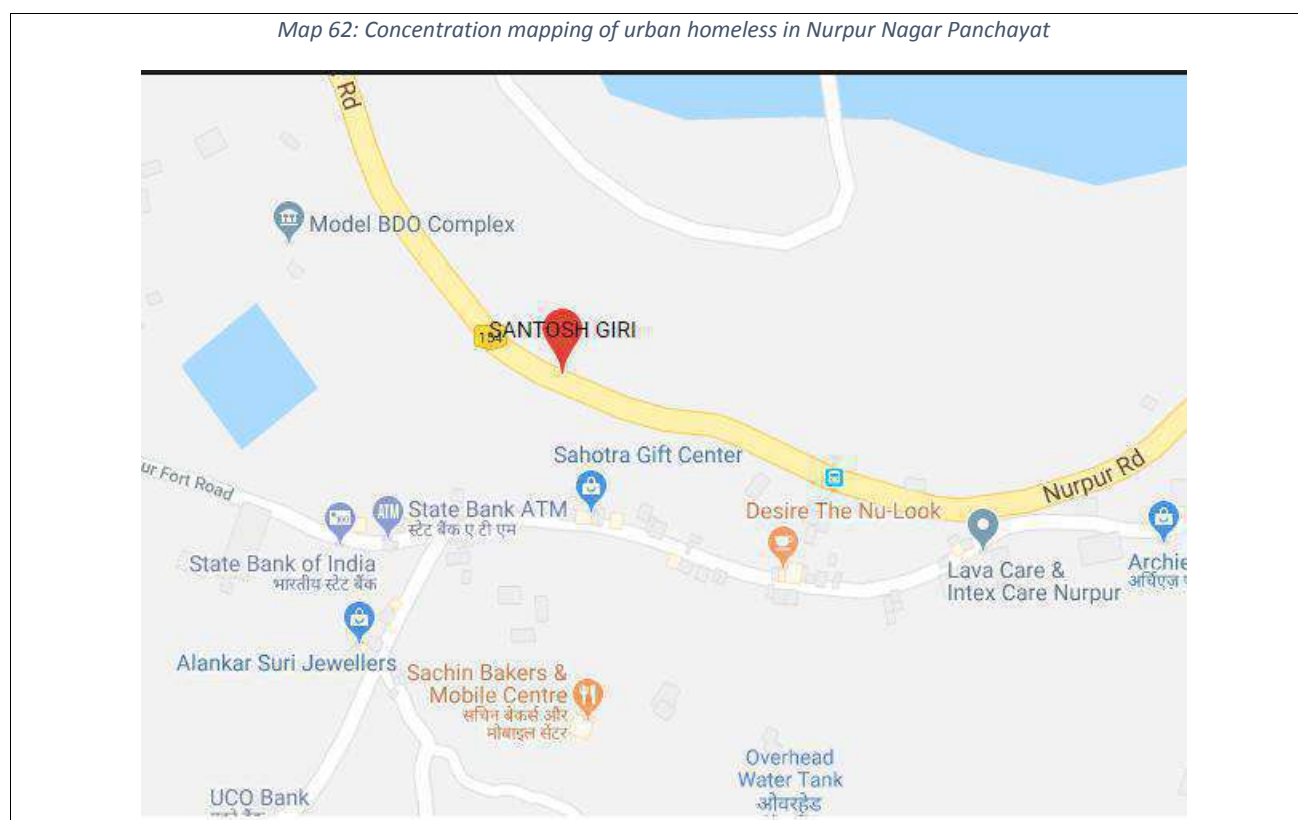 Map 62: Concentration mapping of urban homeless in Nurpur Nagar Panchayat
Rd
Model BDO Complex
SANTOSH GIRI
154
Sahotra Gift Center
ur Fort Road
State Bank ATM
स्टेट बैंक ए टी एम
ATM
Desire The Nu-Look
Nurpur Rd
State Bank of India
भारतीय स्टेट बैंक
Lava Care &
Intex Care Nurpur
Archie
अर्चिएज़
Alankar Suri Jewellers
Sachin Bakers &
Mobile Centre
सचिन बेकर्स और
मोबाइल सेंटर
Overhead
Water Tank
ओवरहेड
UCO Bank